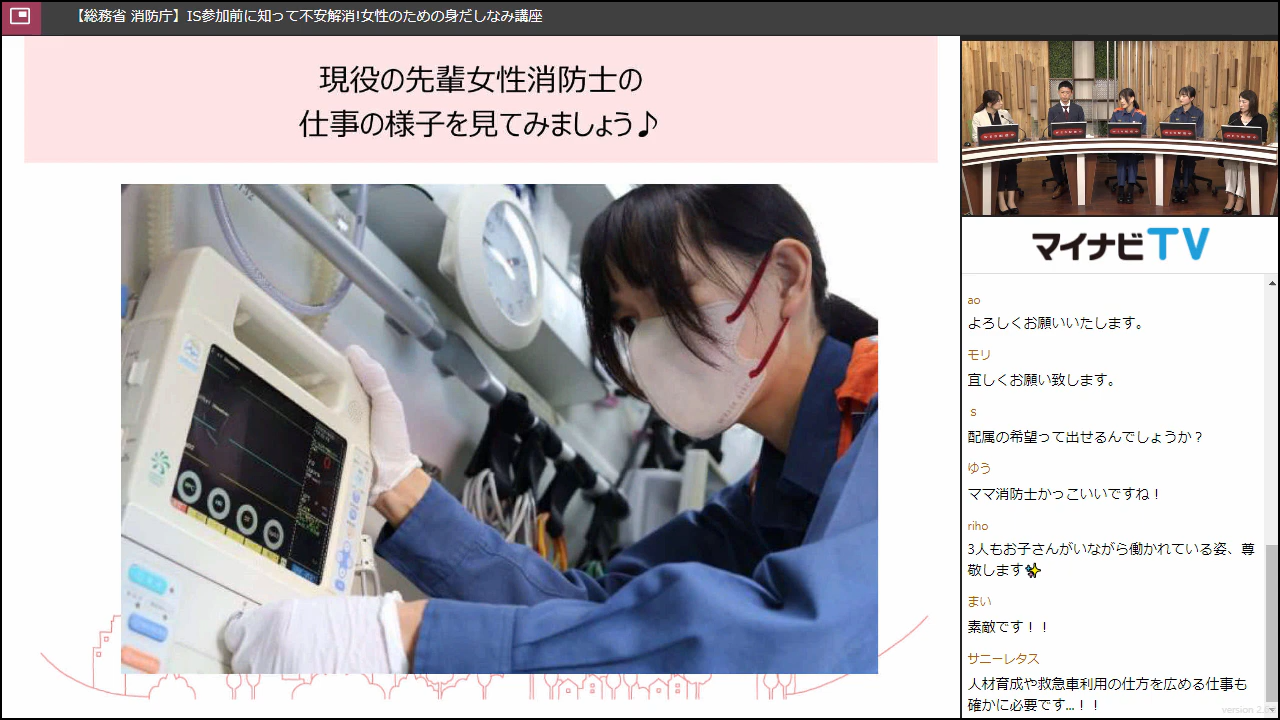 【総務省 消防庁】IS参加前に知って不安解消!女性のための身だしなみ講座
現役の先輩女性消防士の
仕事の様子を見てみましょう♪
マイナビTV
ao
よろしくお願いいたします。
モリ
宜しくお願い致します。
s
配属の希望って出せるんでしょうか？
ゆう
ママ消防士かっこいいですね！
riho
3人もお子さんがいながら働かれている姿、尊
敬します✨
まい
素敵です！！
サニーレタス
人材育成や救急車利用の仕方を広める仕事も
確かに必要です…！！